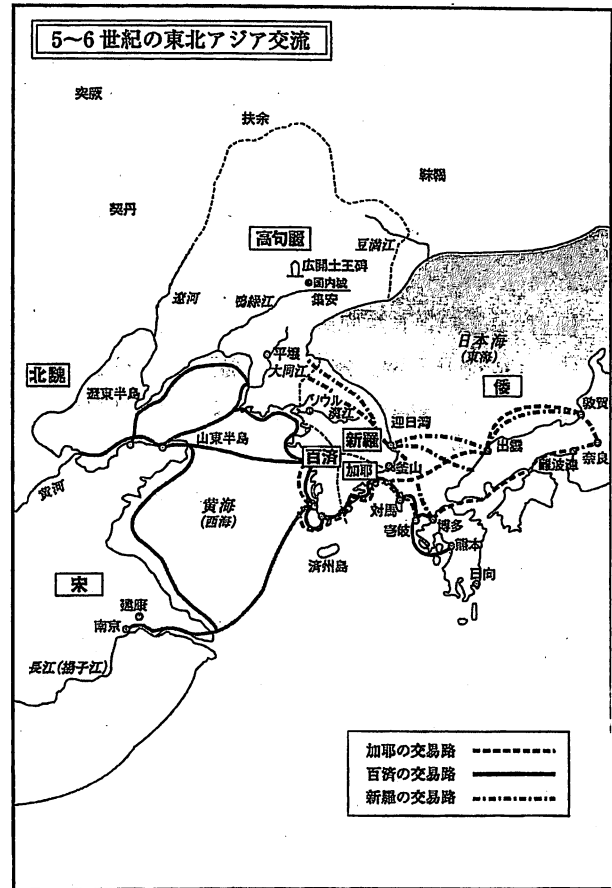 5～6世紀の東北アジア交流
突厥
扶余
靺鞨
契丹
高句麗
豆満江
広開土王碑
国内城
集安
遼河
鴨緑江
日本海
(東海)
平壌
大同江
北魏
倭
遼東半島
ソウル
漢江
敦賀
迎日湾
新羅
山東半島
出雲
百済
加耶
釜山
難波津
奈良
黄河
黄海
(西海)
対馬
壱岐
博多
熊本
済州島
日向
宋
建康
南京
長江(揚子江)
加耶の交易路
百済の交易路
新羅の交易路